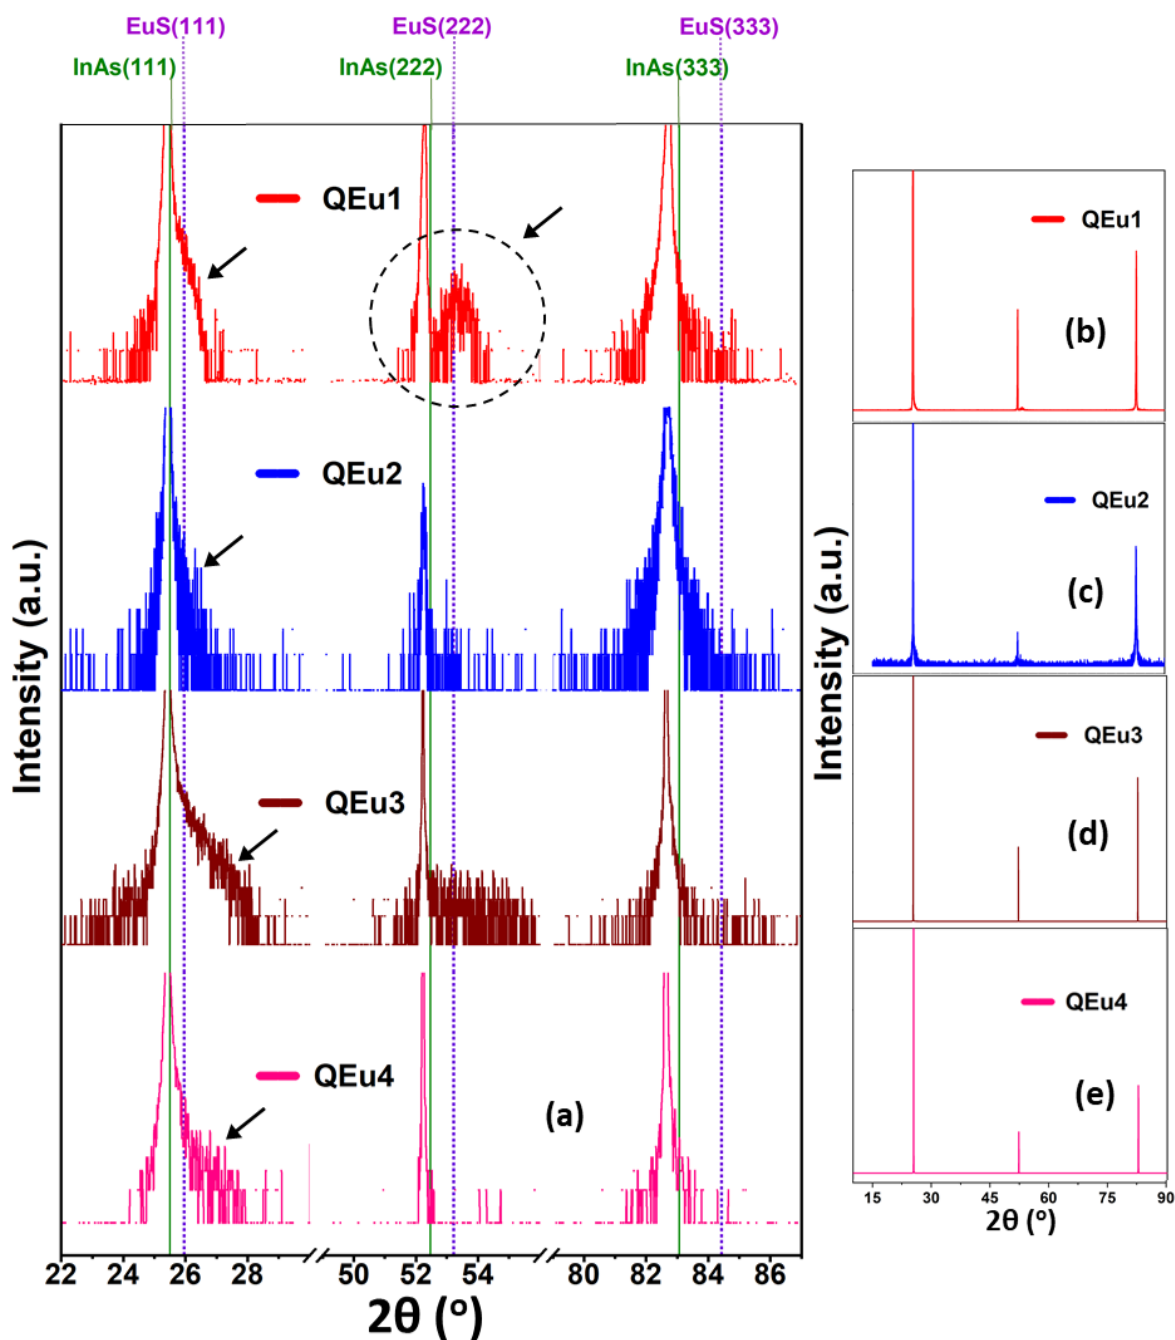 EuS(111)
EuS(222)
EuS(333)
InAs(111)
InAs(222)
InAs(333)
QEu1
QEu2
QEu3
QEu4
(a)
Intensity (a.u.)
22
24
26
28
50
54
80
82
84
86
2θ (°)
QEu1
(b)
QEu2
(c)
QEu3
(d)
QEu4
(e)
Intensity (a.u.)
15
30
45
60
75
90
2θ (°)